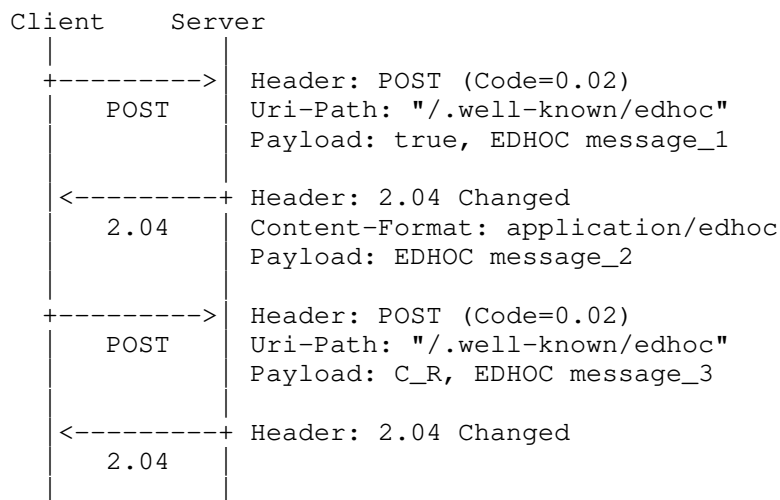 Client Server
Header: POST (Code=0.02)
POST Uri-Path: "/.well-known/edhoc"
Payload: true, EDHOC message_1
Header: 2.04 Changed
2.04 Content-Format: application/edhoc
Payload: EDHOC message_2
Header: POST (Code=0.02)
POST Uri-Path: "/.well-known/edhoc"
Payload: C_R, EDHOC message_3
Header: 2.04 Changed
2.04